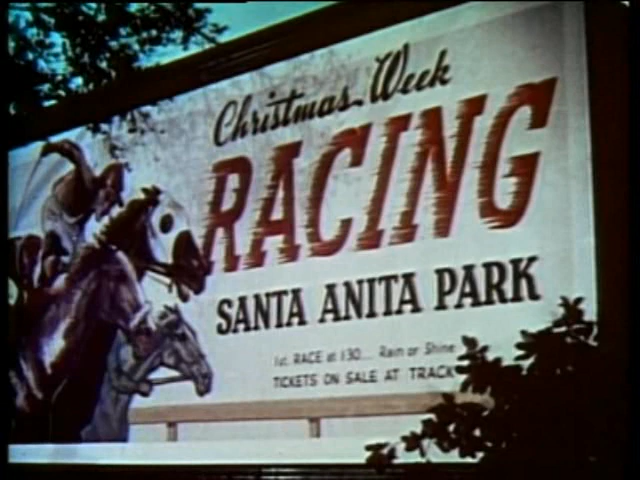 Christmas Week
RACING
SANTA ANITA PARK
1st. RACE at 1:30... Rain or Shine
TICKETS ON SALE AT TRACK